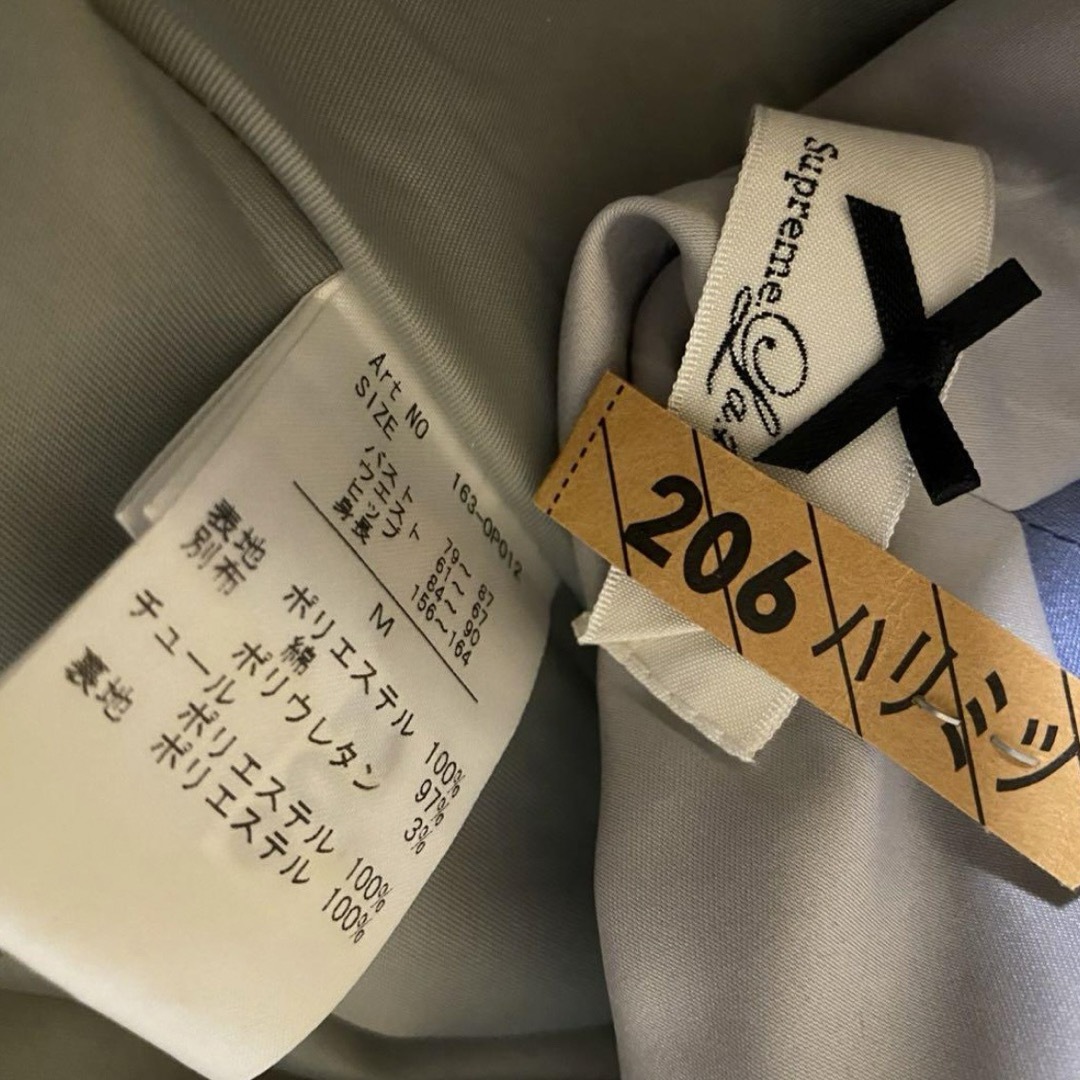 Art NO 163-OP012
SIZE M
バスト 79~ 87
ウエスト 61~ 67
ヒップ 84~ 90
身長 156~164
表地 ポリエステル 100%
別布 綿 97%
ポリウレタン 3%
チュール ポリエステル 100%
裏地 ポリエステル 100%
Supreme.La.
206 ハリミジ